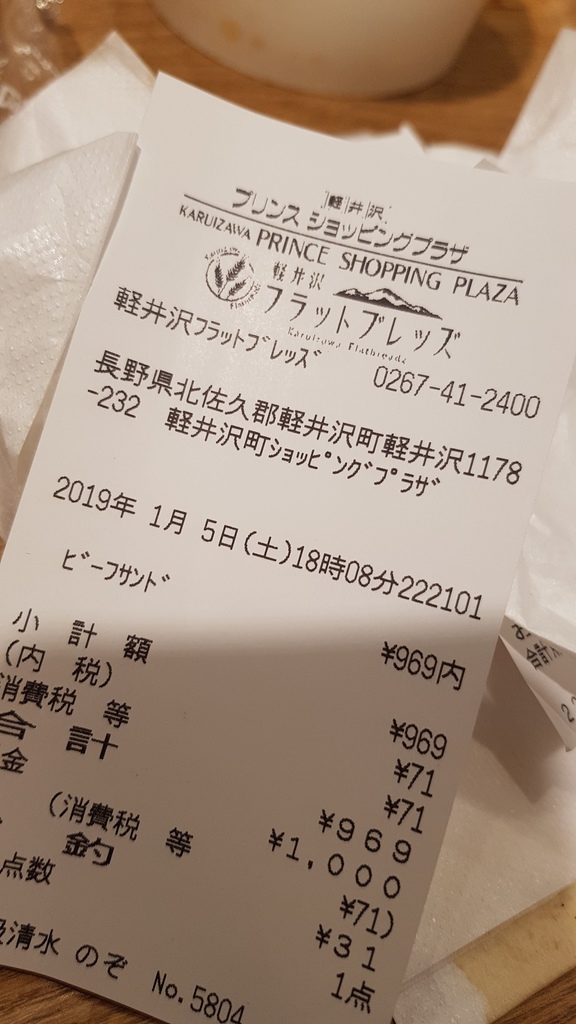 軽井沢
プリンス ショッピングプラザ
KARUIZAWA PRINCE SHOPPING PLAZA
軽井沢
フラットブレッズ
Karuizawa Flatbreadz
軽井沢フラットブレッズ
0267-41-2400
長野県北佐久郡軽井沢町軽井沢1178
-232 軽井沢町ショッピングプラザ
2019年 1月 5日(土)18時08分222101
ビーフサンド
¥969内
小 計 額 ¥969
(内 税) ¥71
消費税 等 ¥71
合 計 ¥969
金 ¥1,000
(消費税 等 ¥71)
釣 ¥31
点数 1点
清水 のぞ No.5804
合計